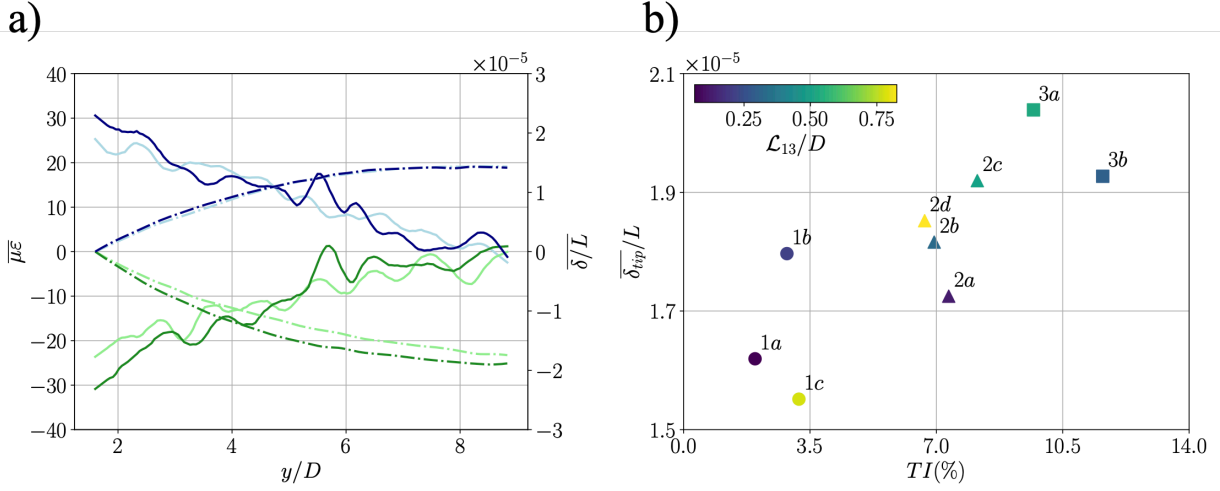 a)
b)
×10⁻⁵
40
30
20
10
0
−10
−20
−30
−40
3
2
1
0
−1
−2
−3
2
4
6
8
y/D
με
δ/L
×10⁻⁵
2.1
1.9
1.7
1.5
0.0
3.5
7.0
10.5
14.0
TI(%)
δtip/L
0.25
0.50
0.75
ℒ₁₃/D
3a
3b
2c
2d
2b
1b
2a
1a
1c